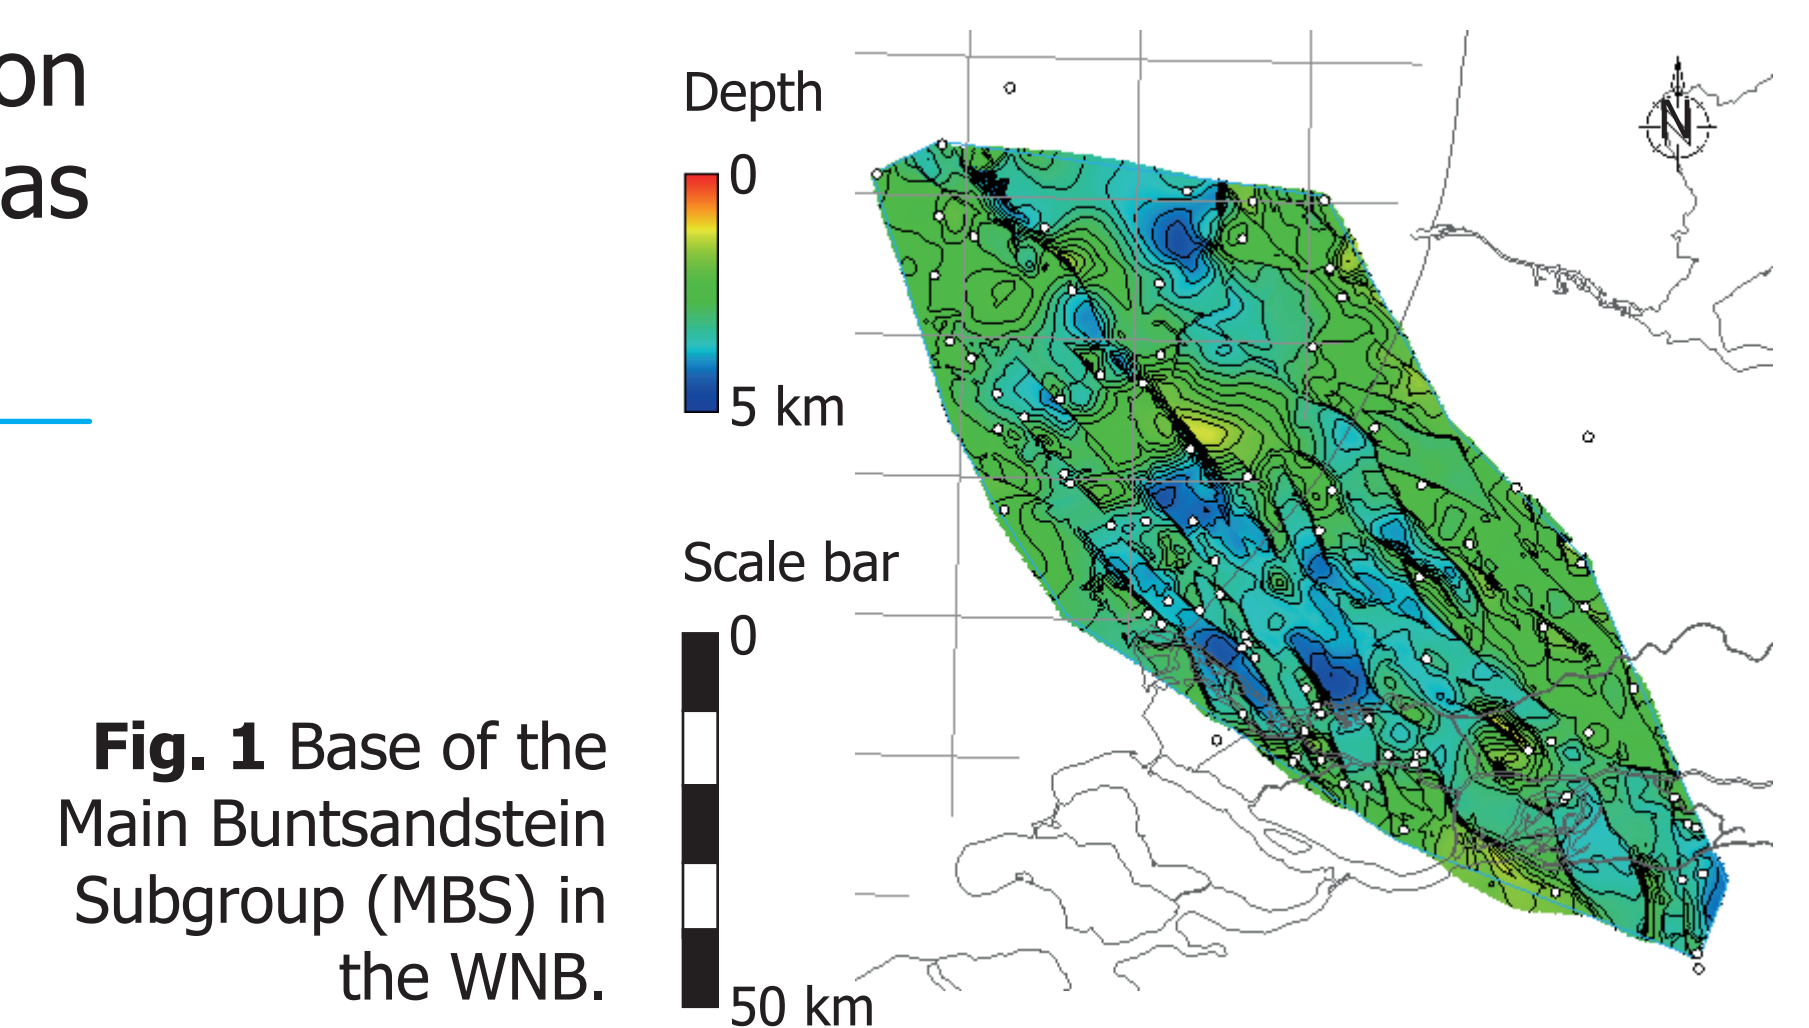 on
as
Fig. 1 Base of the
Main Buntsandstein
Subgroup (MBS) in
the WNB.
Depth
0
5 km
Scale bar
0
50 km
N